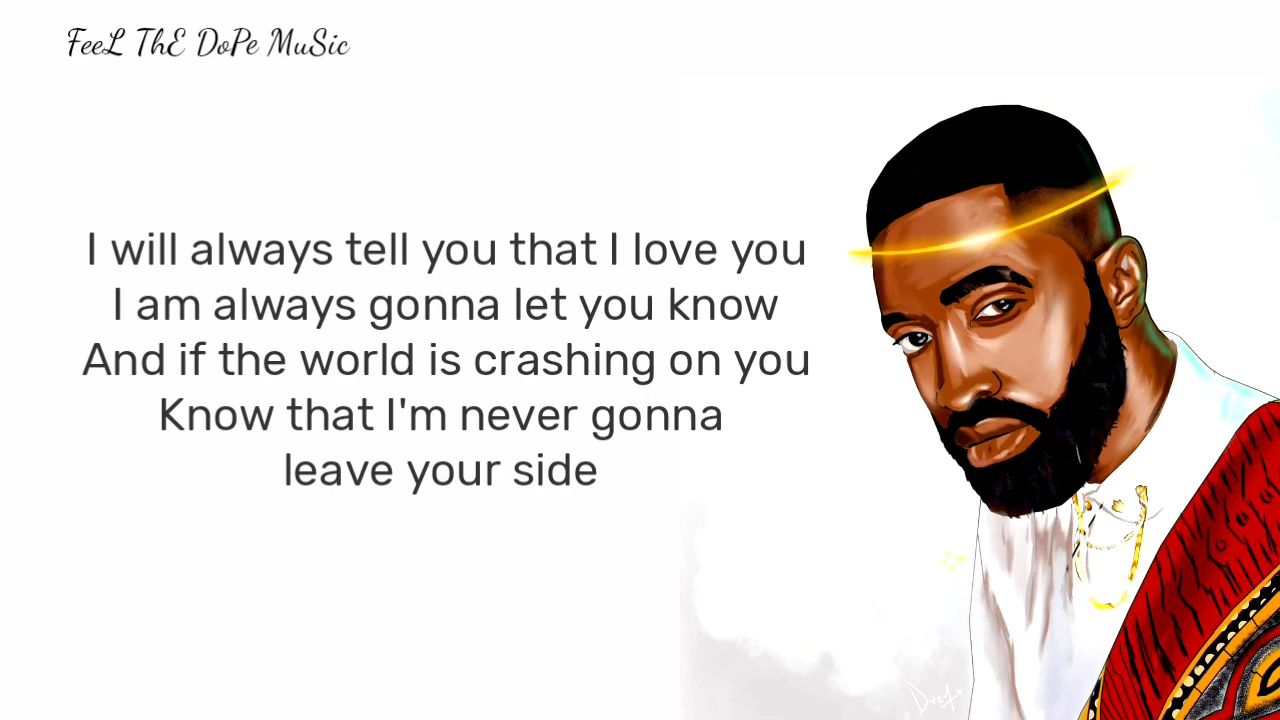 FeeL ThE DoPe MuSic
I will always tell you that I love you
I am always gonna let you know
And if the world is crashing on you
Know that I'm never gonna
leave your side